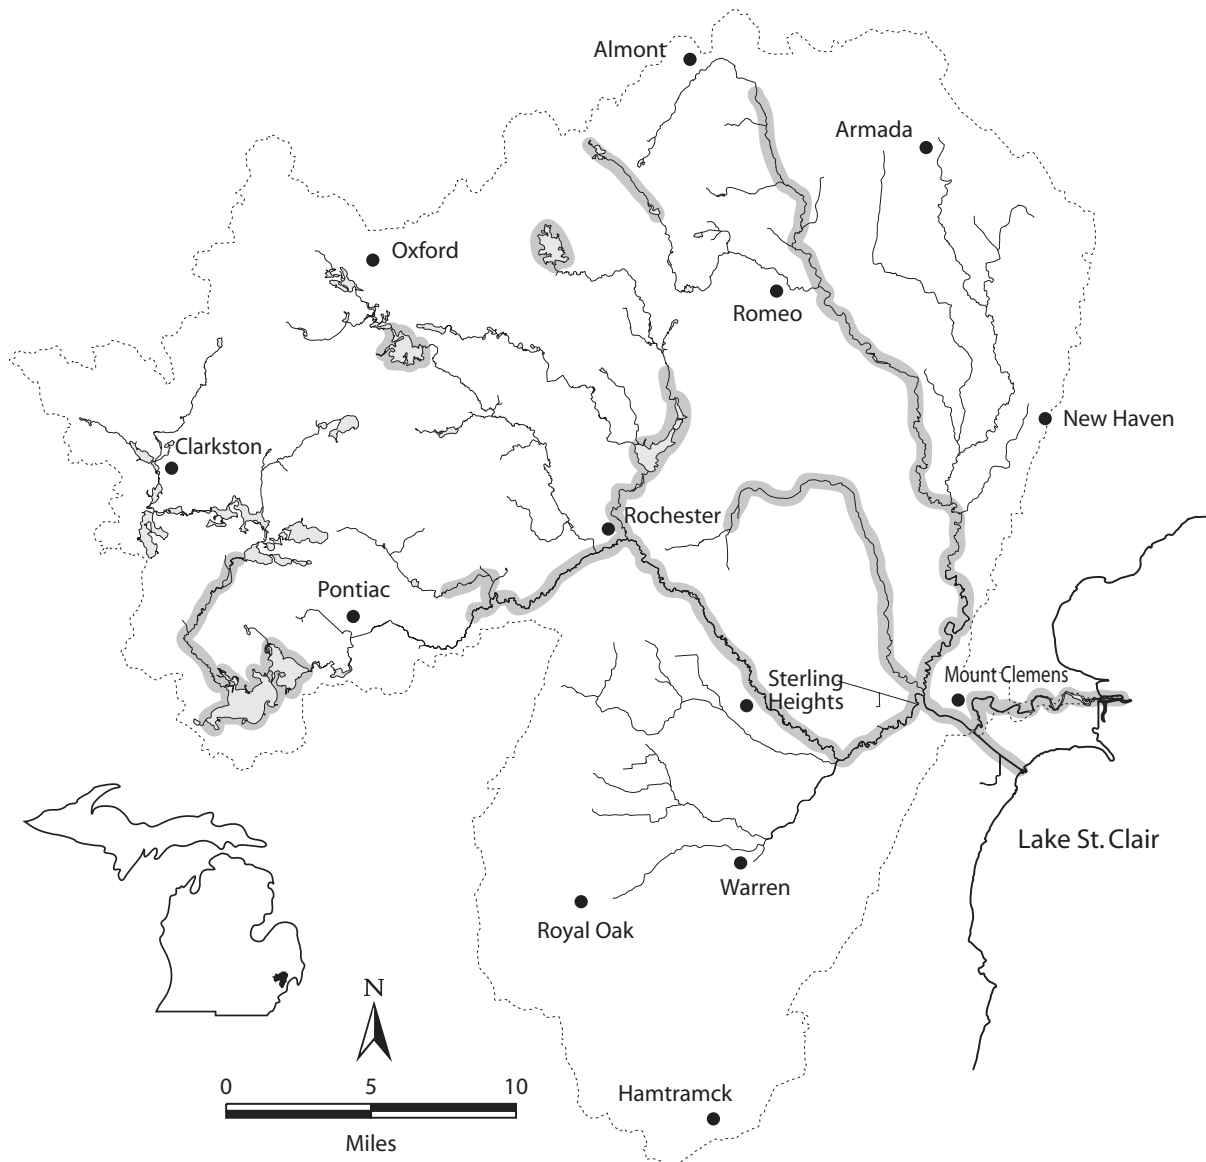 Almont
Armada
Oxford
Romeo
New Haven
Clarkston
Rochester
Pontiac
Mount Clemens
Sterling
Heights
Lake St. Clair
Warren
Royal Oak
N
0 5 10
Miles
Hamtramck